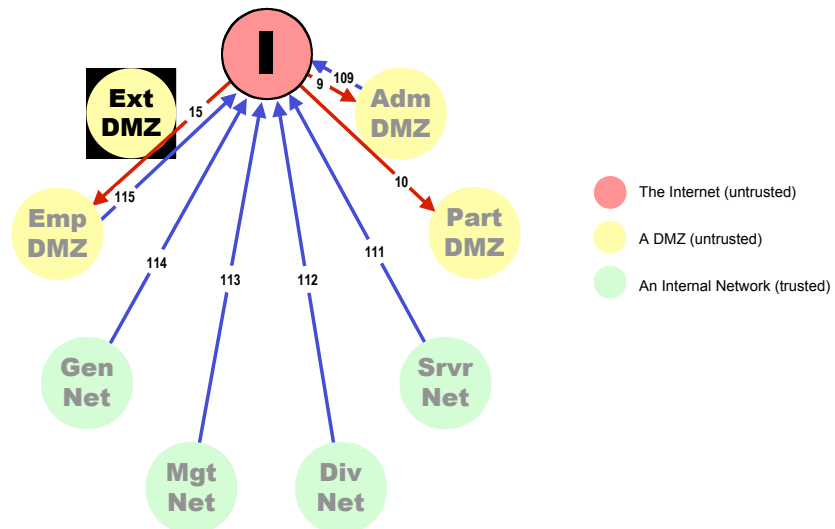 I
109
9
Ext
DMZ
15
Adm
DMZ
115
10
Emp
DMZ
Part
DMZ
114
113
112
111
Gen
Net
Srvr
Net
Mgt
Net
Div
Net
The Internet (untrusted)
A DMZ (untrusted)
An Internal Network (trusted)